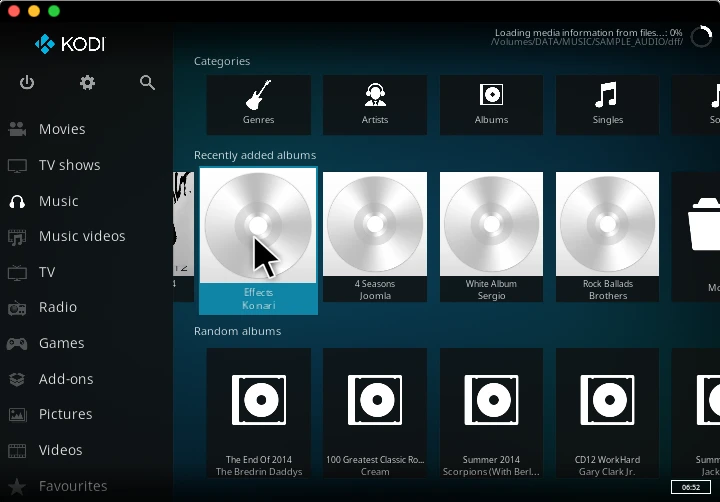 KODI
Loading media information from files...: 0%
/Volumes/DATA/MUSIC/SAMPLE_AUDIO/dff/
Categories
Genres
Artists
Albums
Singles
So
Movies
TV shows
Music
Music videos
TV
Radio
Games
Add-ons
Pictures
Videos
Favourites
Recently added albums
4
Effects
Konari
4 Seasons
Joomla
White Album
Sergio
Rock Ballads
Brothers
Mo
Random albums
The End Of 2014
The Bredrin Daddys
100 Greatest Classic Ro...
Cream
Summer 2014
Scorpions (With Berl...
CD12 WorkHard
Gary Clark Jr.
Summ
Jam
06:52